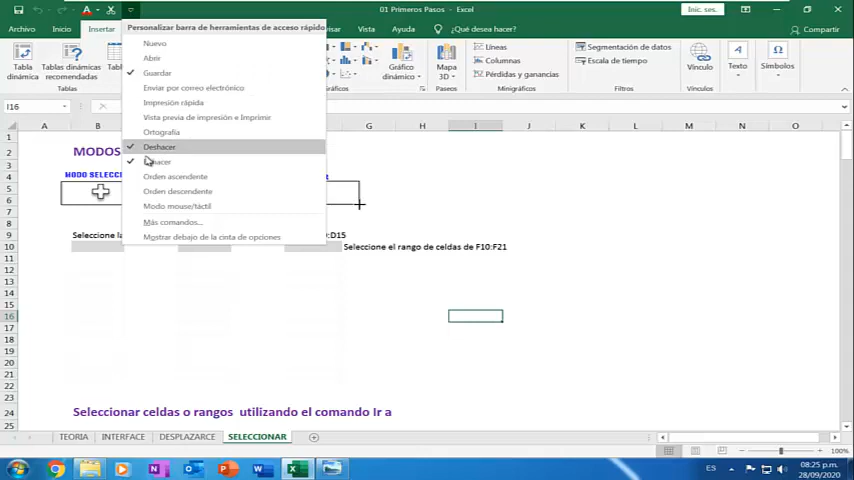 01 Primeros Pasos - Excel
Inic. ses.
Archivo
Inicio
Insertar
Vista
¿Qué desea hacer?
Compartir
Personalizar barra de herramientas de acceso rápido
Nuevo
Abrir
Guardar
Enviar por correo electrónico
Impresión rápida
Vista previa de impresión e Imprimir
Ortografía
Deshacer
Orden ascendente
Orden descendente
Modo mouse/táctil
Más comandos...
Mostrar debajo de la cinta de opciones
Tabla dinámica
Tablas dinámicas recomendadas
Gráfico dinámico
Mapa 3D
Líneas
Columnas
Pérdidas y ganancias
Segmentación de datos
Escala de tiempo
Vínculo
Texto
Símbolos
Tablas
Paseos
Minigráficos
Filtros
Vínculos
I16
A B G H I J K L M N O
1
2 MODOS
3
4 MODO SELECCI
5
6
7
8
9 Seleccione la :D15
10 Seleccione el rango de celdas de F10:F21
11
12
13
14
15
16
17
18
19
20
21
22
23
24 Seleccionar celdas o rangos utilizando el comando Ir a
25
TEORIA INTERFACE DESPLAZARCE SELECCIONAR
100%
ES
08:25 p.m.
28/09/2020